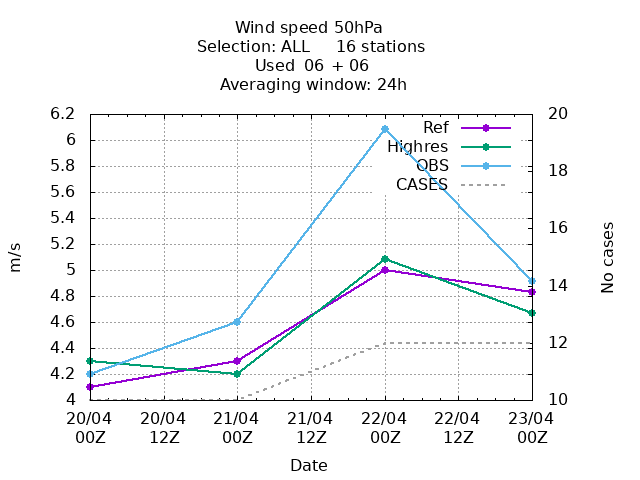 Wind speed 50hPa
Selection: ALL 16 stations
Used 06 + 06
Averaging window: 24h
6.2
6
5.8
5.6
5.4
5.2
5
4.8
4.6
4.4
4.2
4
20
18
16
14
12
10
Ref
Highres
OBS
CASES
m/s
No cases
20/04 20/04 21/04 21/04 22/04 22/04 23/04
00Z 12Z 00Z 12Z 00Z 12Z 00Z
Date